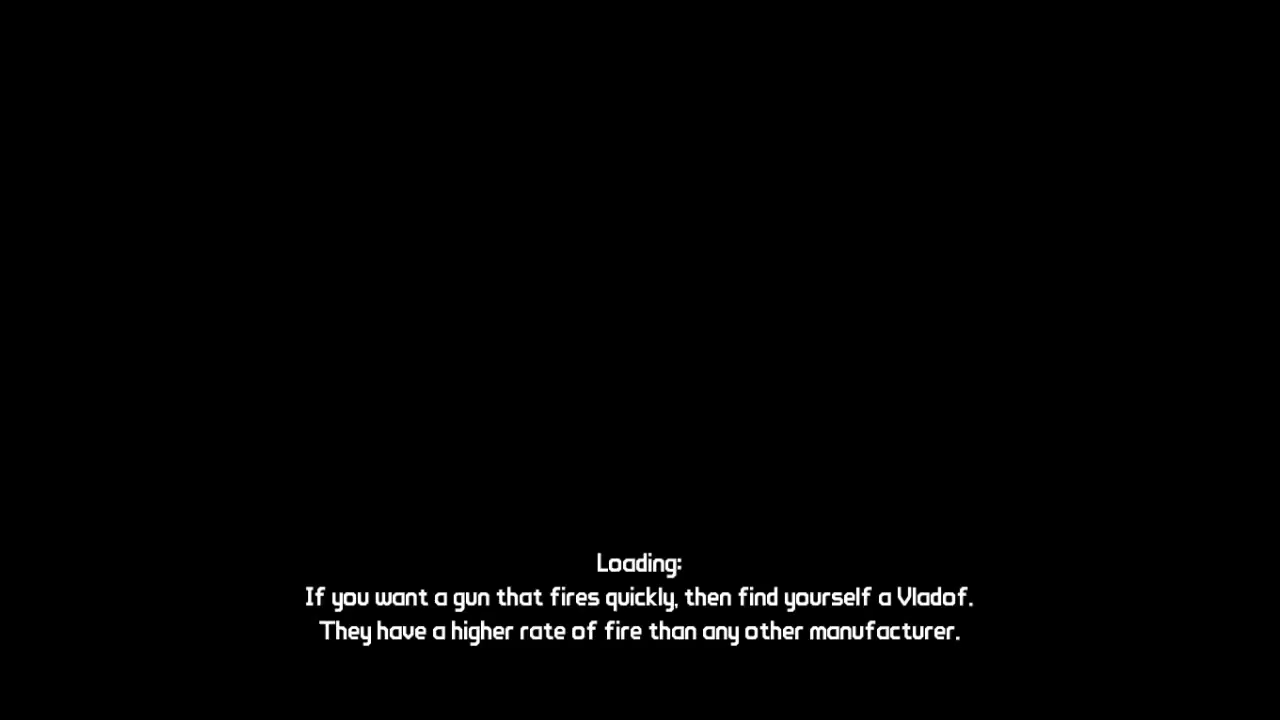 Loading:
If you want a gun that fires quickly, then find yourself a Vladof.
They have a higher rate of fire than any other manufacturer.